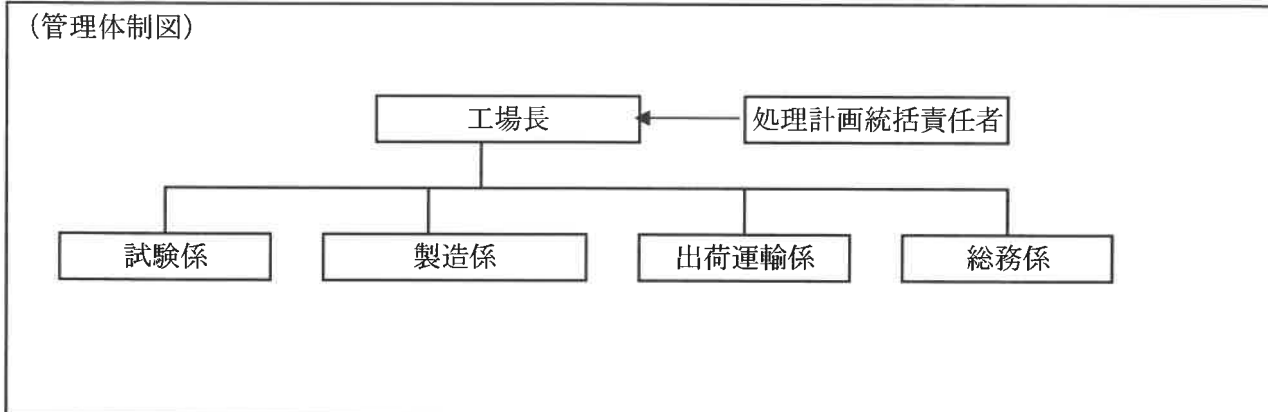 （管理体制図）
工場長
処理計画統括責任者
試験係
製造係
出荷運輸係
総務係